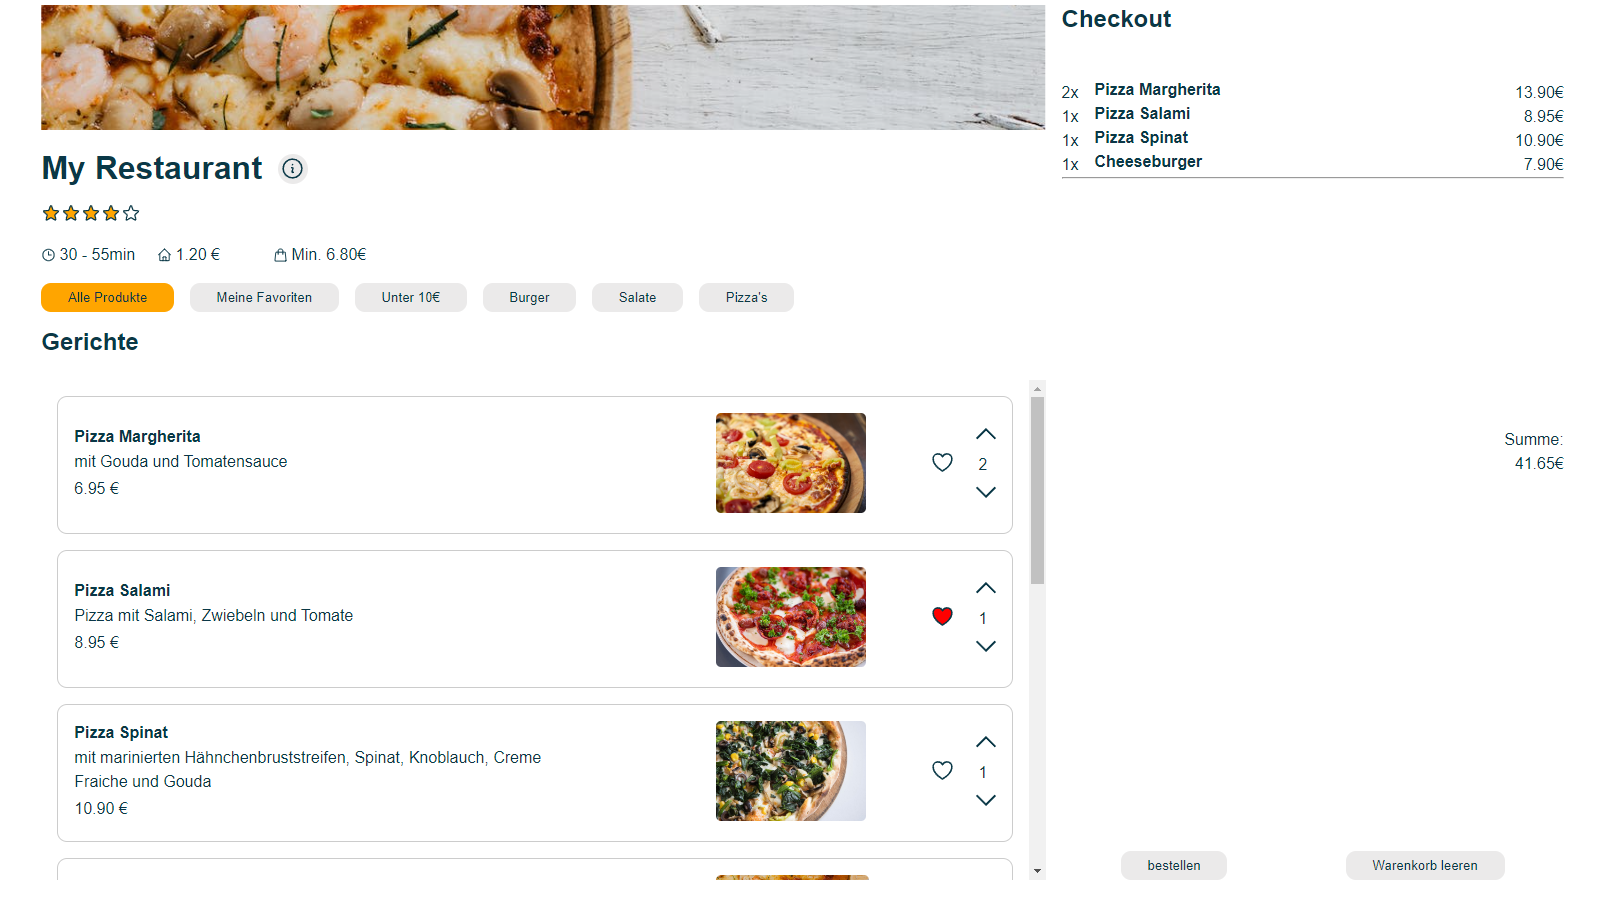 My Restaurant
30 - 55min 1.20 € Min. 6.80€
Alle Produkte Meine Favoriten Unter 10€ Burger Salate Pizza's
Gerichte
Pizza Margherita
mit Gouda und Tomatensauce
6.95 €
2
Pizza Salami
Pizza mit Salami, Zwiebeln und Tomate
8.95 €
1
Pizza Spinat
mit marinierten Hähnchenbruststreifen, Spinat, Knoblauch, Creme
Fraiche und Gouda
10.90 €
1
Checkout
2x Pizza Margherita 13.90€
1x Pizza Salami 8.95€
1x Pizza Spinat 10.90€
1x Cheeseburger 7.90€
Summe:
41.65€
bestellen Warenkorb leeren